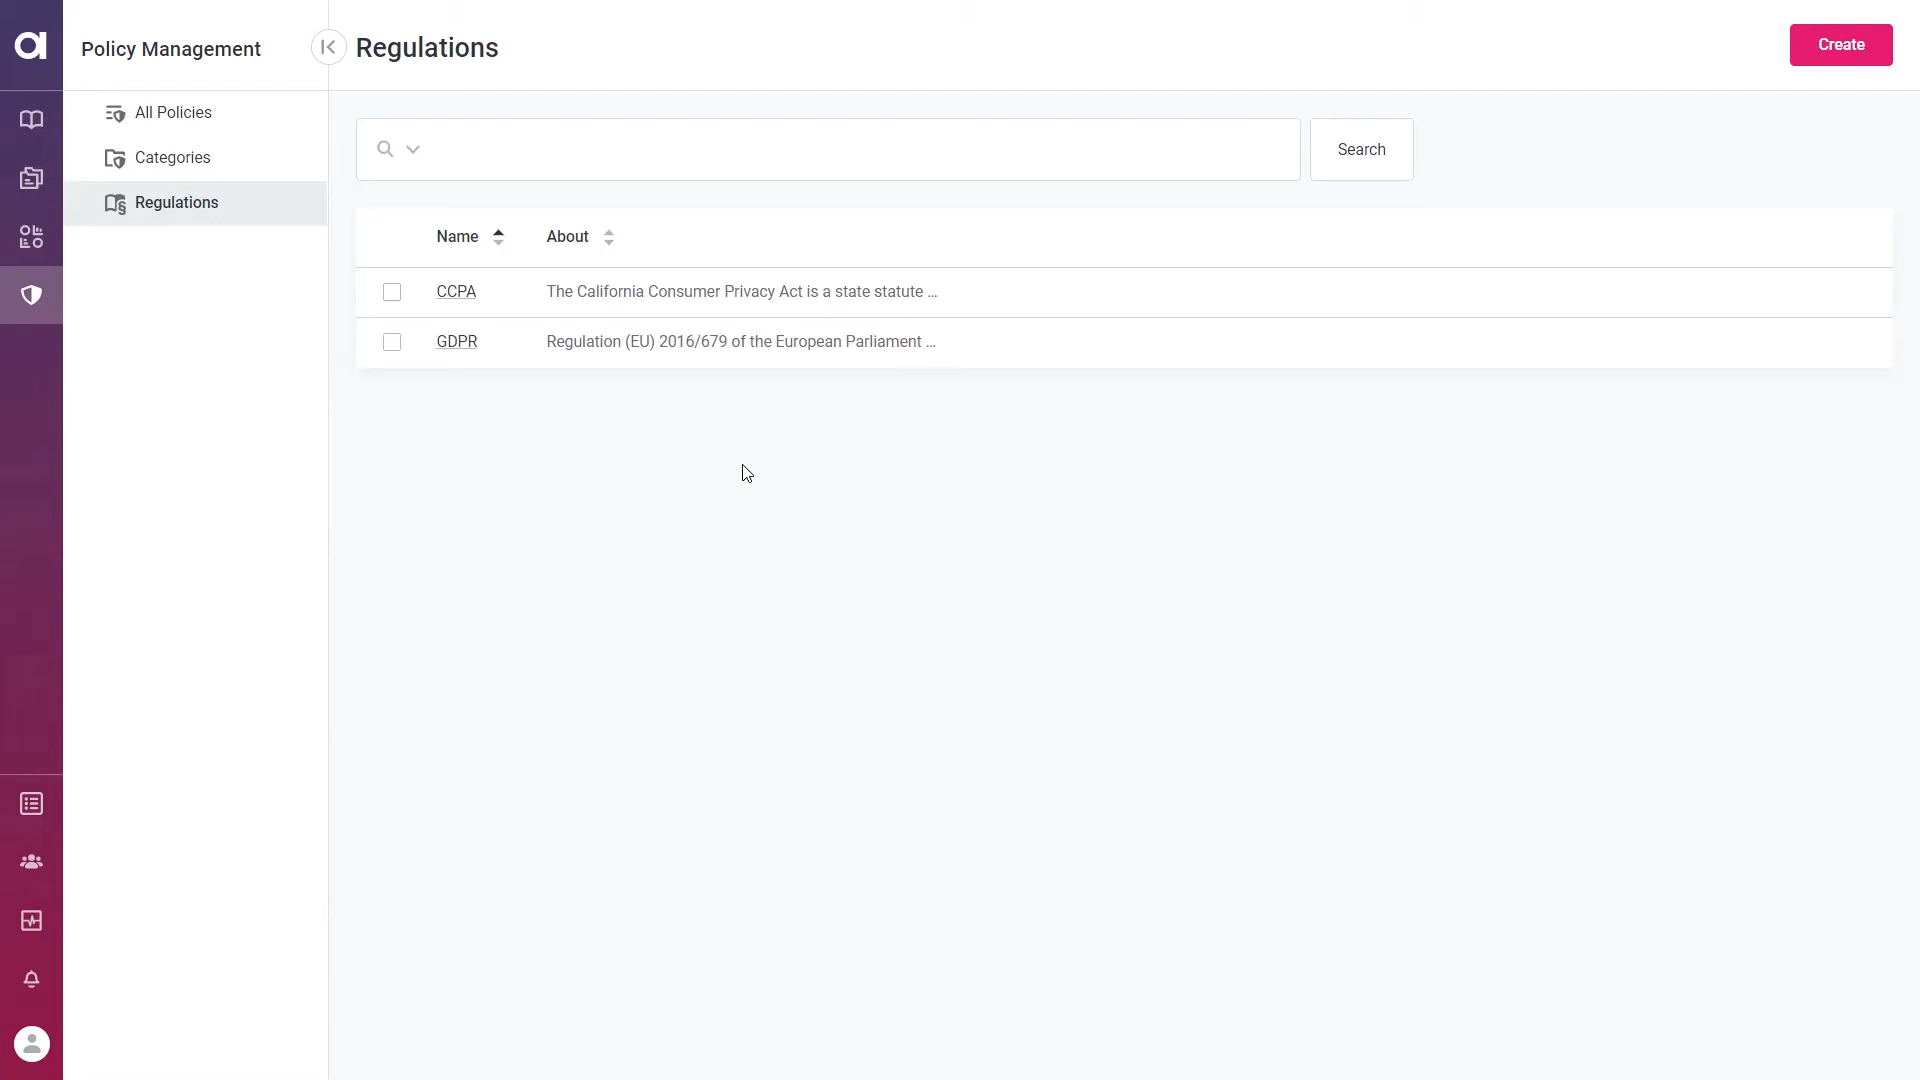 Policy Management
Regulations
Create
All Policies
Categories
Regulations
Search
Name About
CCPA The California Consumer Privacy Act is a state statute ...
GDPR Regulation (EU) 2016/679 of the European Parliament ...